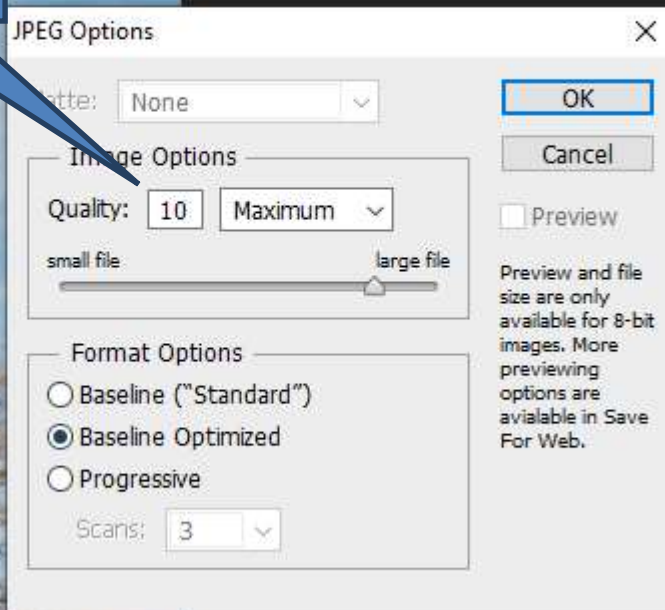 JPEG Options
None
OK
Image Options
Cancel
Quality: 10 Maximum
Preview
small file large file
Preview and file
size are only
available for 8-bit
images. More
previewing
options are
avialable in Save
For Web.
Format Options
Baseline (“Standard”)
Baseline Optimized
Progressive
Scans: 3